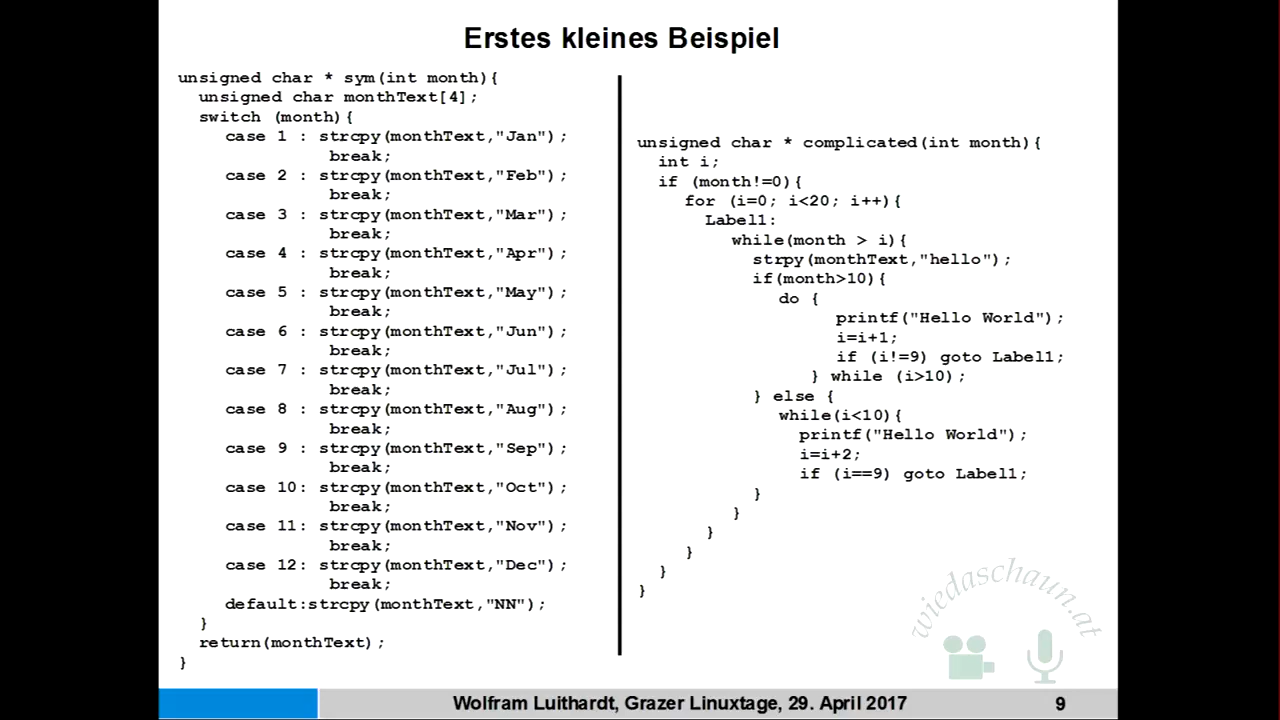 Erstes kleines Beispiel
unsigned char * sym(int month){
unsigned char monthText[4];
switch (month){
case 1 : strcpy(monthText,"Jan");
break;
case 2 : strcpy(monthText,"Feb");
break;
case 3 : strcpy(monthText,"Mar");
break;
case 4 : strcpy(monthText,"Apr");
break;
case 5 : strcpy(monthText,"May");
break;
case 6 : strcpy(monthText,"Jun");
break;
case 7 : strcpy(monthText,"Jul");
break;
case 8 : strcpy(monthText,"Aug");
break;
case 9 : strcpy(monthText,"Sep");
break;
case 10: strcpy(monthText,"Oct");
break;
case 11: strcpy(monthText,"Nov");
break;
case 12: strcpy(monthText,"Dec");
break;
default:strcpy(monthText,"NN");
}
return(monthText);
}
unsigned char * complicated(int month){
int i;
if (month!=0){
for (i=0; i<20; i++){
Label1:
while(month > i){
strpy(monthText,"hello");
if(month>10){
do {
printf("Hello World");
i=i+1;
if (i!=9) goto Label1;
} while (i>10);
} else {
while(i<10){
printf("Hello World");
i=i+2;
if (i==9) goto Label1;
}
}
}
}
}
}
wiedaschaun.at
Wolfram Luithardt, Grazer Linuxtage, 29. April 2017
9